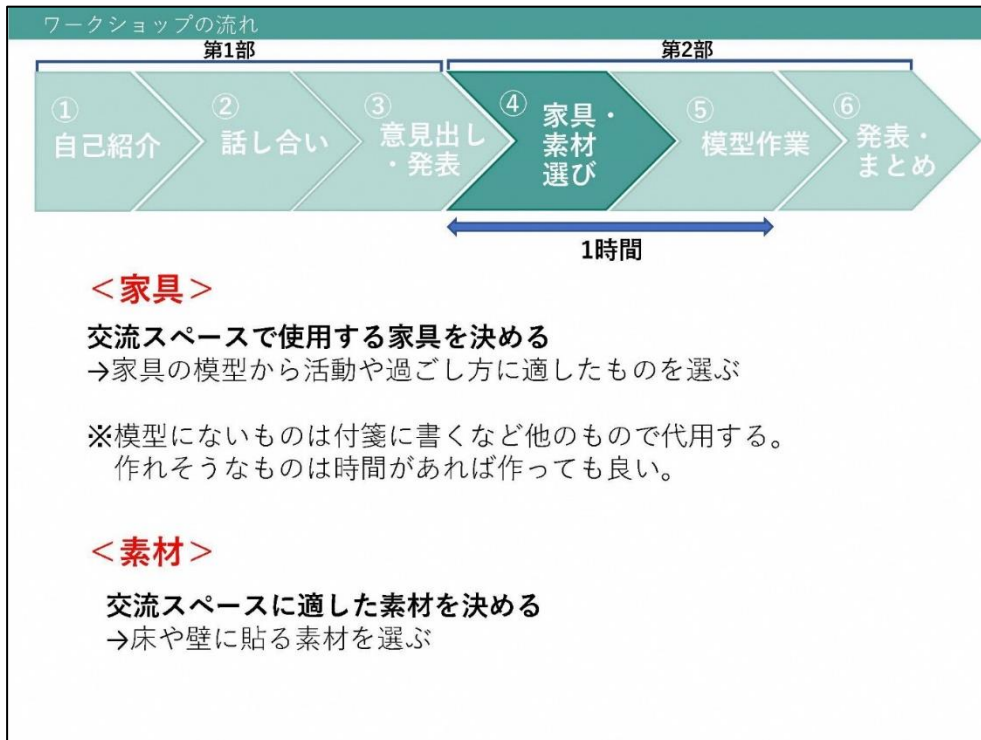 ワークショップの流れ
第1部
第2部
①
自己紹介
②
話し合い
③
意見出し
・発表
④
家具・
素材
選び
⑤
模型作業
⑥
発表・
まとめ
1時間
＜家具＞
交流スペースで使用する家具を決める
→家具の模型から活動や過ごし方に適したものを選ぶ
※模型にないものは付箋に書くなど他のもので代用する。
作れそうなものは時間があれば作っても良い。
＜素材＞
交流スペースに適した素材を決める
→床や壁に貼る素材を選ぶ